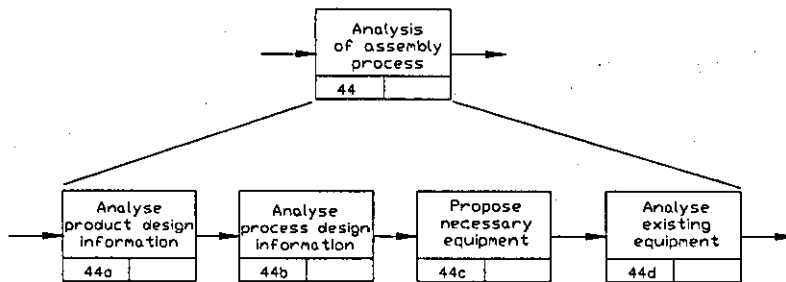 Analysis
of assembly
process
44
Analyse
product design
information
44a
Analyse
process design
information
44b
Propose
necessary
equipment
44c
Analyse
existing
equipment
44d